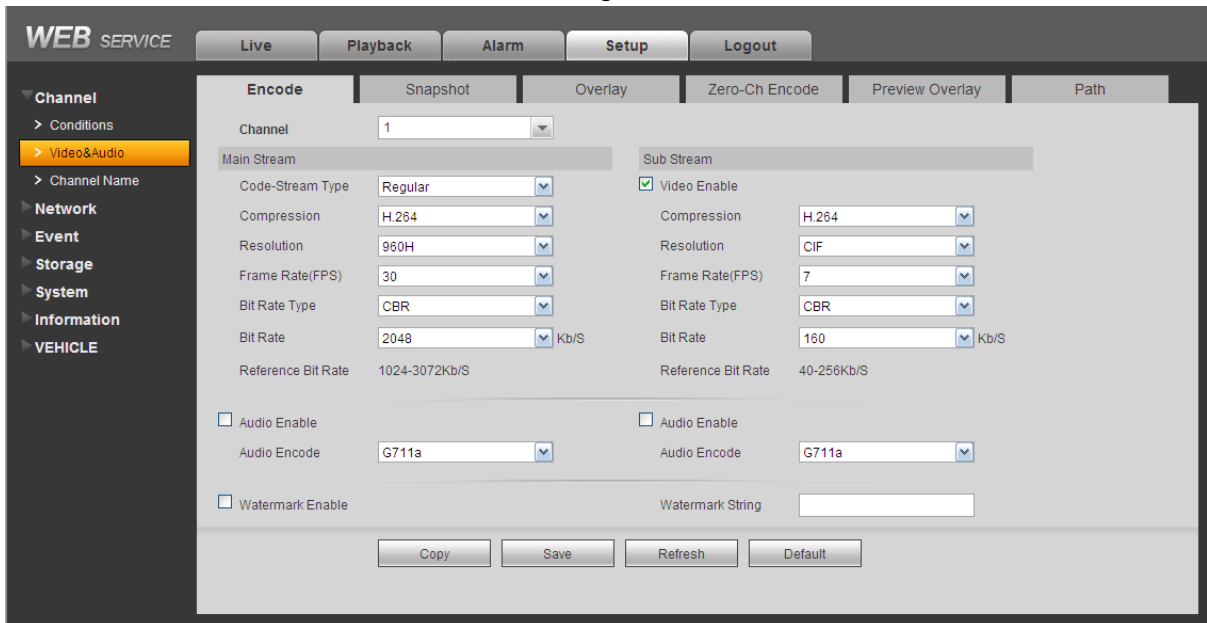 WEB SERVICE
Live Playback Alarm Setup Logout
Channel
> Conditions
> Video&Audio
> Channel Name
Network
Event
Storage
System
Information
VEHICLE
Encode Snapshot Overlay Zero-Ch Encode Preview Overlay Path
Channel 1
Main Stream Sub Stream
Code-Stream Type Regular Video Enable
Compression H.264 Compression H.264
Resolution 960H Resolution CIF
Frame Rate(FPS) 30 Frame Rate(FPS) 7
Bit Rate Type CBR Bit Rate Type CBR
Bit Rate 2048 Kb/S Bit Rate 160 Kb/S
Reference Bit Rate 1024-3072Kb/S Reference Bit Rate 40-256Kb/S
Audio Enable Audio Enable
Audio Encode G711a Audio Encode G711a
Watermark Enable Watermark String
Copy Save Refresh Default